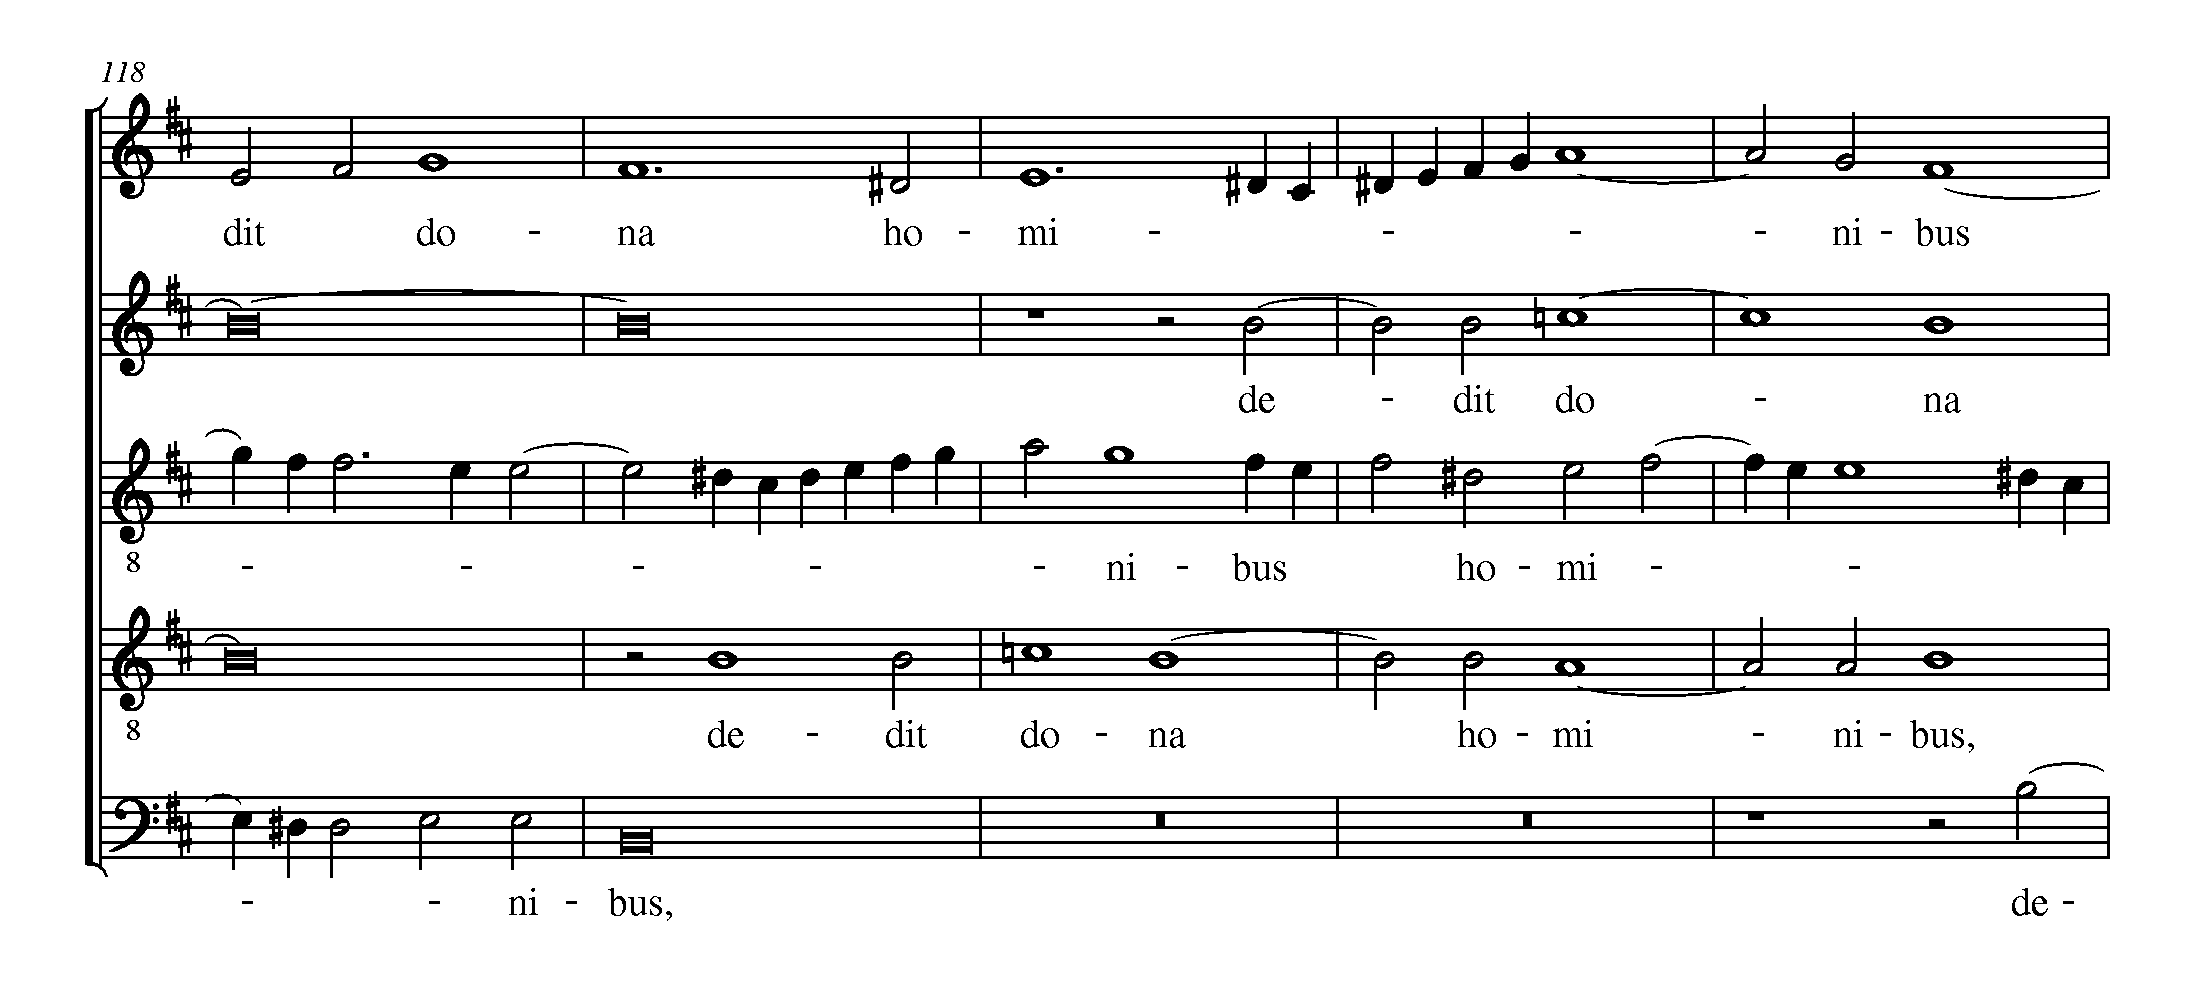 118
dit do - na ho - mi - - - - ni - bus
de - dit do - na
8 - - - - - ni - bus ho - mi - -
8 de - dit do - na ho - mi - ni - bus,
- - ni - bus, de -